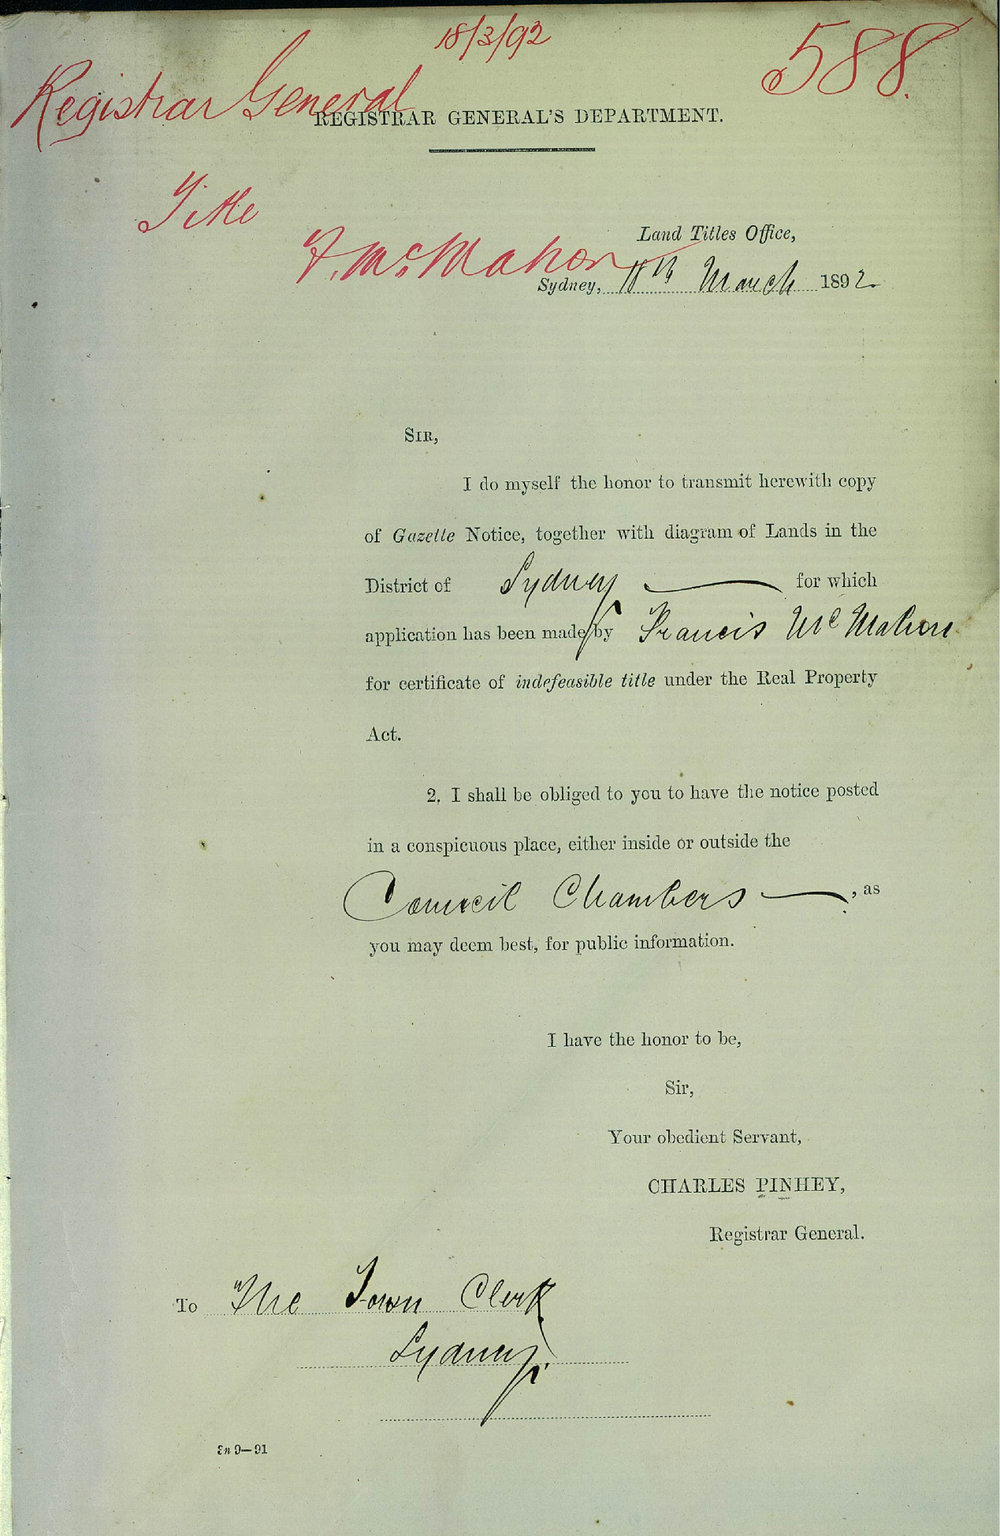 18/3/92
588.
Registrar General
REGISTRAR GENERAL'S DEPARTMENT.
Title
F. McMahon
Land Titles Office,
Sydney, 18th March 1892.
SIR,
I do myself the honor to transmit herewith copy
of Gazette Notice, together with diagram of Lands in the
District of Sydney for which
application has been made by Francis McMahon
for certificate of indefeasible title under the Real Property
Act.
2. I shall be obliged to you to have the notice posted
in a conspicuous place, either inside or outside the
Council Chambers, as
you may deem best, for public information.
I have the honor to be,
Sir,
Your obedient Servant,
CHARLES PINHEY,
Registrar General.
To The Town Clerk
Sydney.
9—91